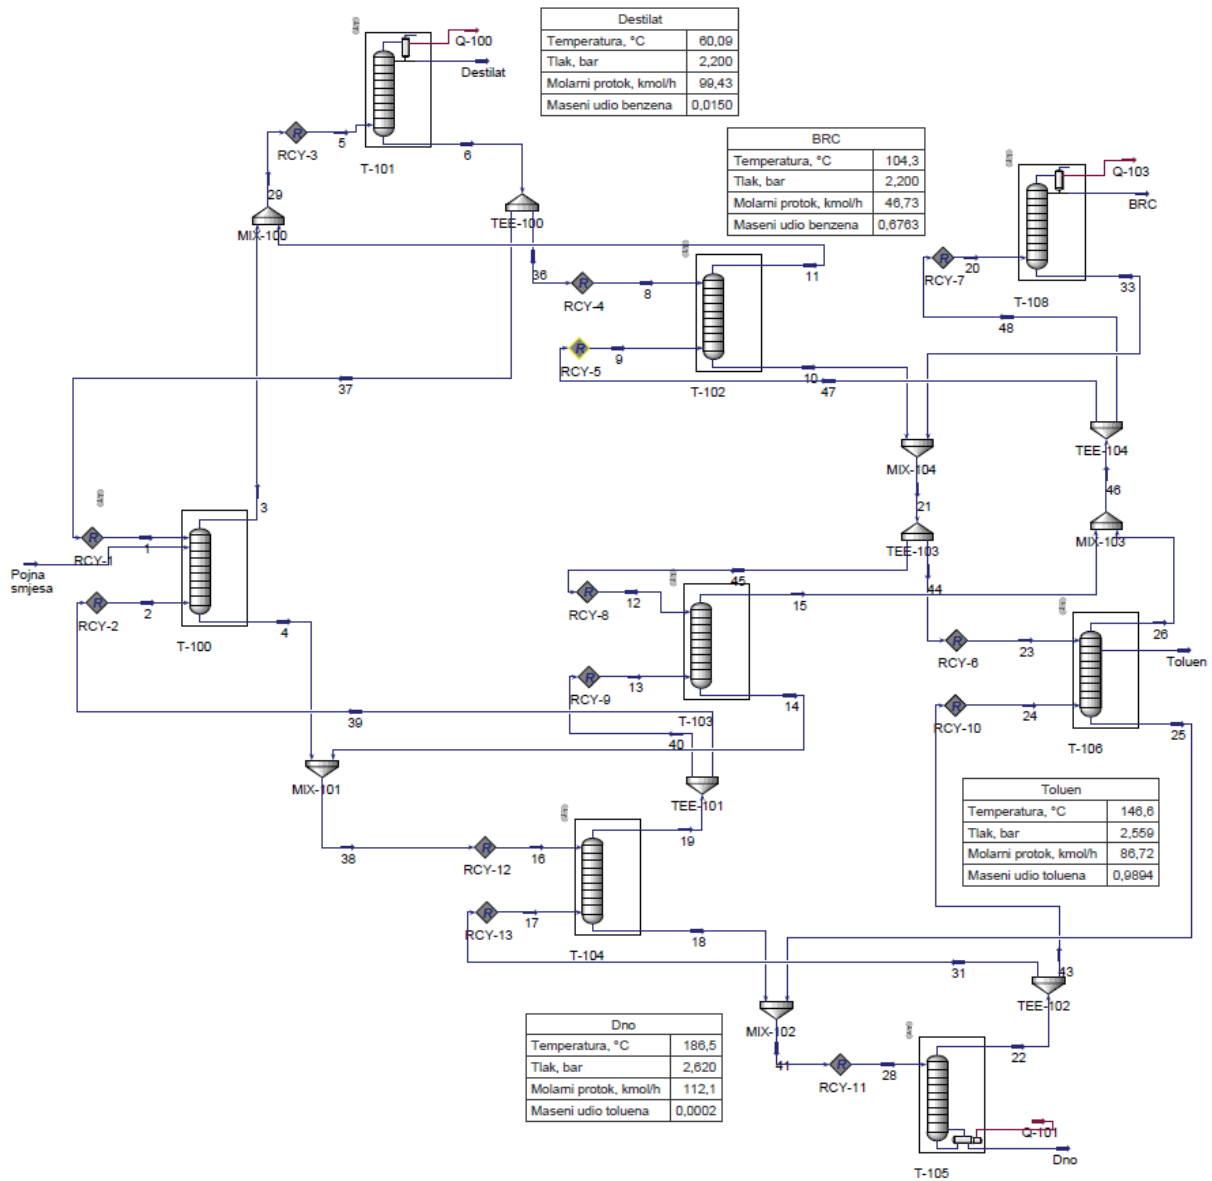 Destilat
Temperatura, °C 60,09
Tlak, bar 2,200
Molarni protok, kmol/h 99,43
Maseni udio benzena 0,0150
Q-100
Destilat
RCY-3
5
T-101
6
29
MIX-100
TEE-100
BRC
Temperatura, °C 104,3
Tlak, bar 2,200
Molarni protok, kmol/h 46,73
Maseni udio benzena 0,6763
Q-103
BRC
RCY-7
20
T-108
33
48
36
RCY-4
8
11
RCY-5
9
T-102
10
47
37
MIX-104
TEE-104
46
21
TEE-103
MIX-103
3
RCY-1
1
Pojna
smjesa
RCY-2
2
T-100
4
45
44
RCY-8
12
15
RCY-9
13
T-103
14
RCY-6
23
26
Toluen
RCY-10
24
T-106
25
39
40
MIX-101
TEE-101
Toluen
Temperatura, °C 146,6
Tlak, bar 2,559
Molarni protok, kmol/h 86,72
Maseni udio toluena 0,9894
38
RCY-12
16
19
RCY-13
17
T-104
18
31
43
TEE-102
MIX-102
Dno
Temperatura, °C 186,5
Tlak, bar 2,620
Molarni protok, kmol/h 112,1
Maseni udio toluena 0,0002
41
RCY-11
28
22
Q-101
Dno
T-105